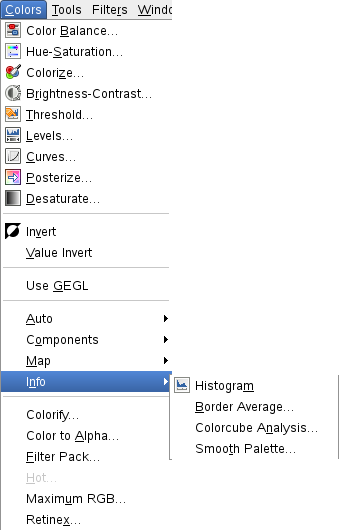 Colors Tools Filters Windo
Color Balance...
Hue-Saturation...
Colorize...
Brightness-Contrast...
Threshold...
Levels...
Curves...
Posterize...
Desaturate...
Invert
Value Invert
Use GEGL
Auto
Components
Map
Info
Histogram
Border Average...
Colorcube Analysis...
Smooth Palette...
Colorify...
Color to Alpha...
Filter Pack...
Hot...
Maximum RGB...
Retinex...